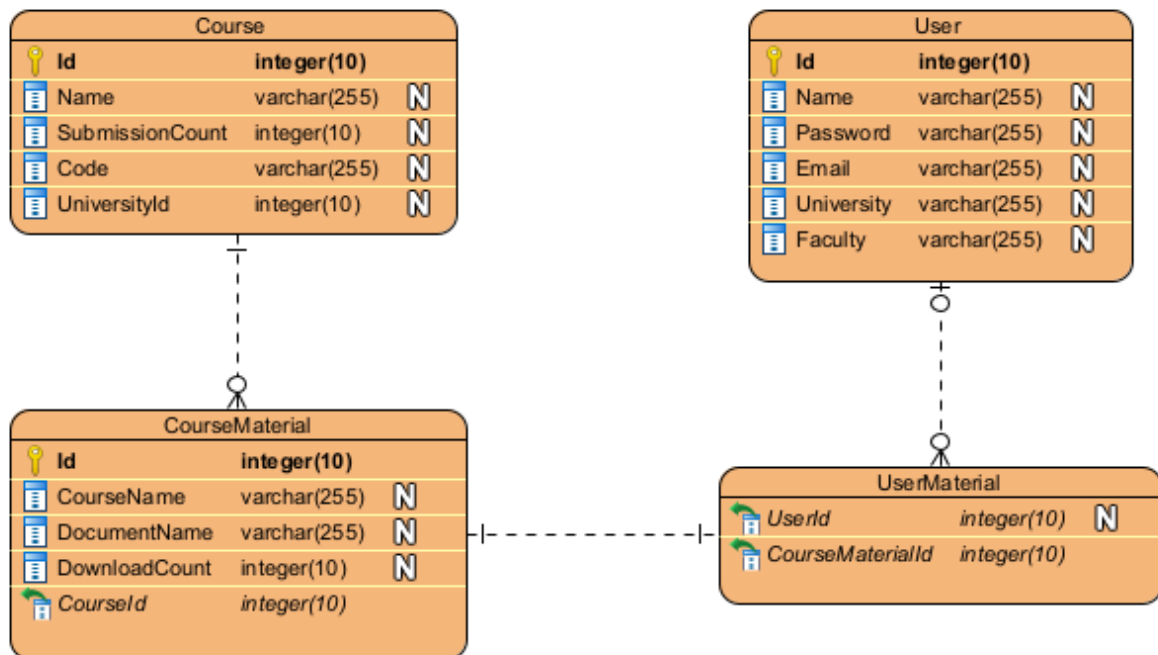 Course
Id integer(10)
Name varchar(255) N
SubmissionCount integer(10) N
Code varchar(255) N
UniversityId integer(10) N
User
Id integer(10)
Name varchar(255) N
Password varchar(255) N
Email varchar(255) N
University varchar(255) N
Faculty varchar(255) N
CourseMaterial
Id integer(10)
CourseName varchar(255) N
DocumentName varchar(255) N
DownloadCount integer(10) N
CourseId integer(10)
UserMaterial
UserId integer(10) N
CourseMaterialId integer(10)